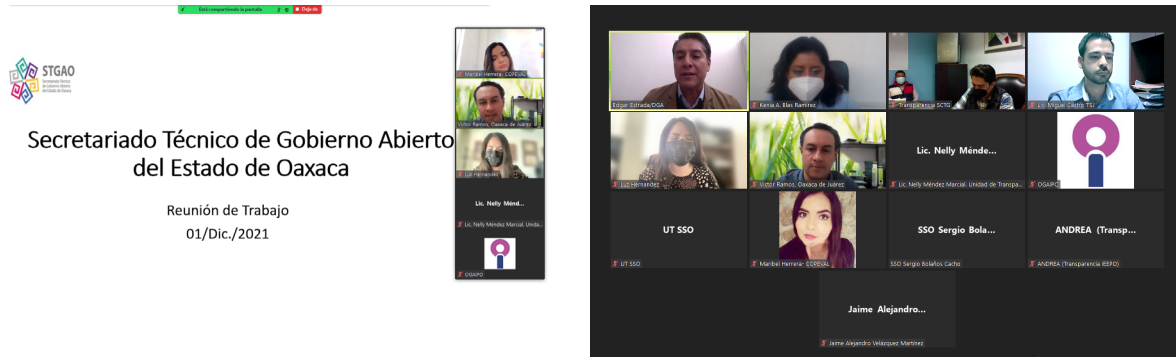 Está compartiendo la pantalla
Deja de
STGAO
Secretariado Técnico
de Gobierno Abierto
del Estado de Oaxaca
Secretariado Técnico de Gobierno Abierto
del Estado de Oaxaca
Reunión de Trabajo
01/Dic./2021
Maribel Herrera- COPEVAL
Victor Ramos, Oaxaca de Juárez
Luz Hernandez
Lic. Nelly Ménd...
Lic. Nelly Méndez Marcial. Unida...
OGAIPO
Edgar Estrada/DGA
Kenia A. Blas Ramírez
Transparencia SCTG
Lic. Miguel Castro TSJ
Luz Hernandez
Victor Ramos, Oaxaca de Juárez
Lic. Nelly Ménde...
Lic. Nelly Méndez Marcial. Unidad de Transpa...
OGAIPO
UT SSO
UT SSO
Maribel Herrera- COPEVAL
SSO Sergio Bola...
SSO Sergio Bolaños Cacho
ANDREA (Transp...
ANDREA (Transparencia IEEPO)
Jaime Alejandro...
Jaime Alejandro Velázquez Martínez